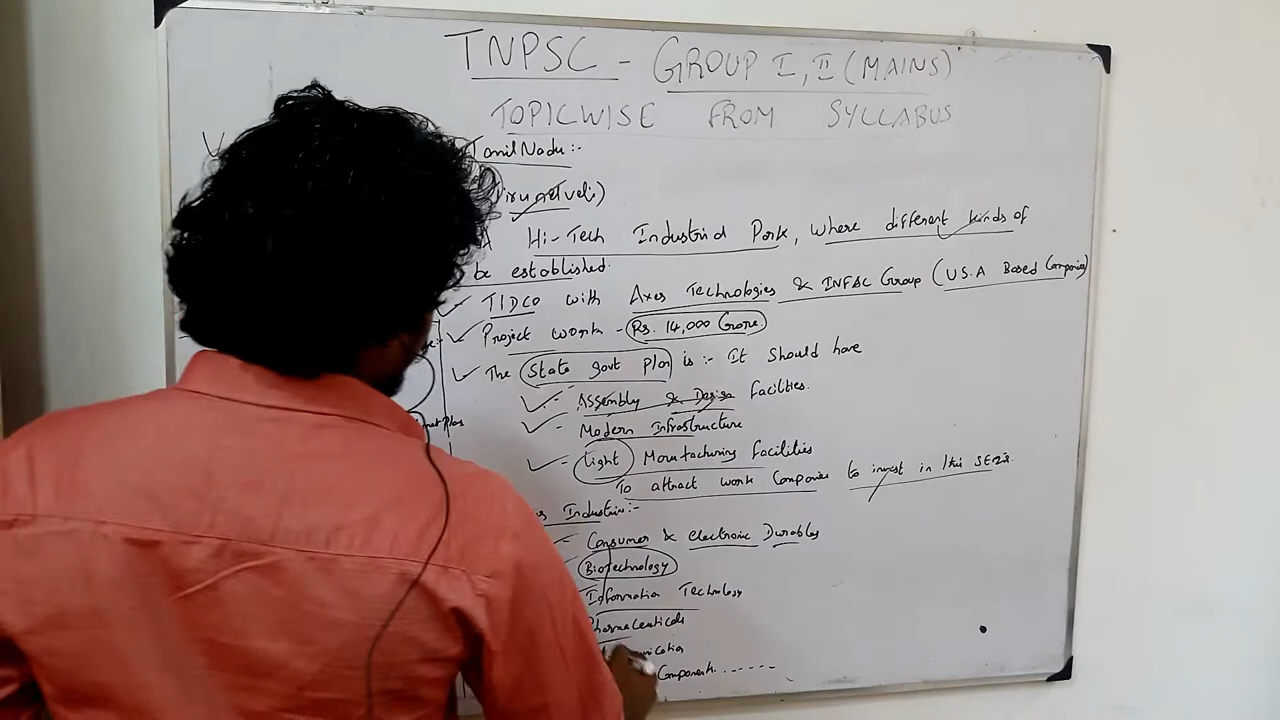 TNPSC - GROUP I, II (MAINS)
TOPICWISE FROM SYLLABUS
Tamil Nadu :-
Hi-Tech Industrial Park, where different kinds of
be established.
TIDCO with Axes Technologies & INFAC Group (U.S.A Based Companies)
Project worth - Rs. 14,000 Crore
The State govt plan is :- It Should have
- Assembly & Design facilities.
- Modern Infrastructure
- Light Manufacturing Facilities
To attract work Companies to invest in this
Industries :-
Consumer & electronic Durables
Biotechnology
Information Technology
Pharmaceuticals
Components. ------